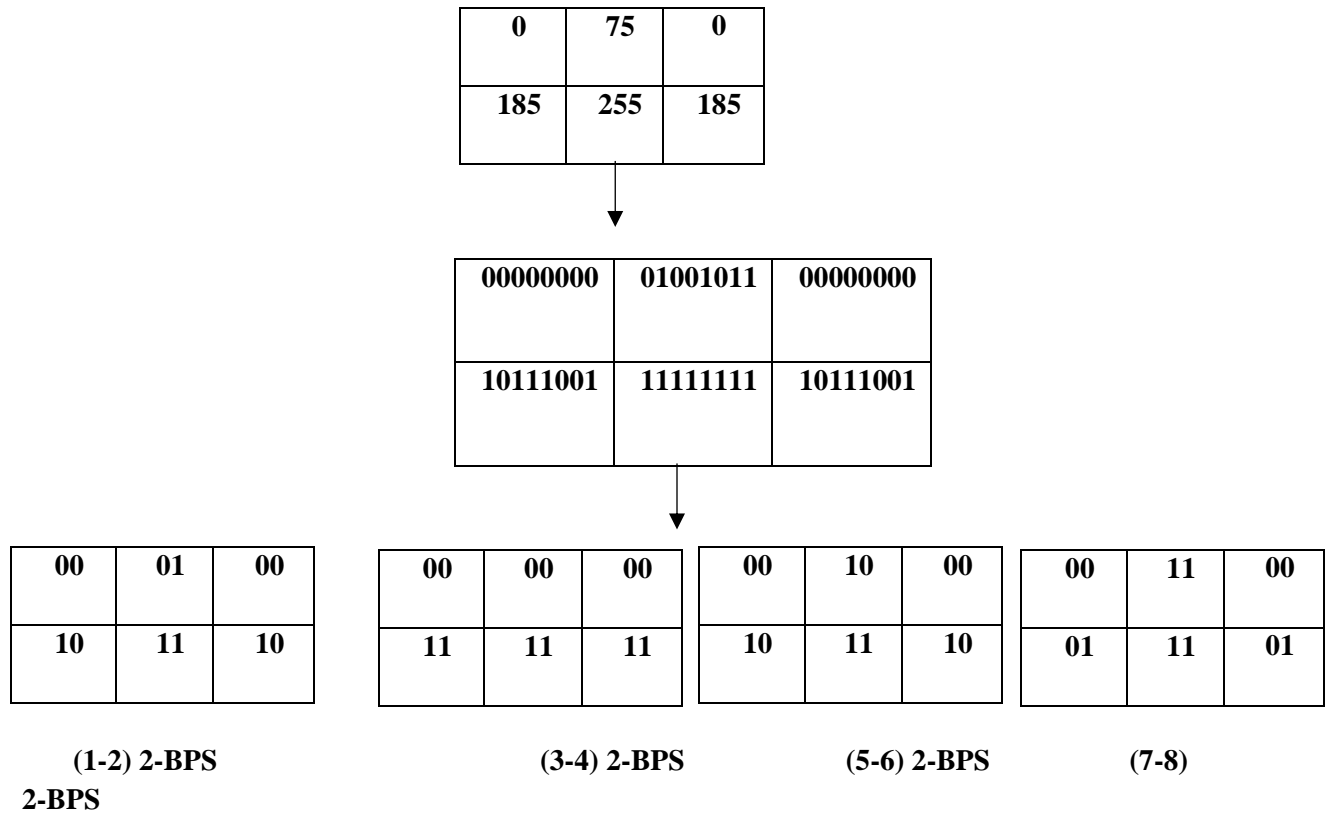 0 75 0
185 255 185
00000000 01001011 00000000
10111001 11111111 10111001
00 01 00 00 00 00 00 10 00 00 11 00
10 11 10 11 11 11 10 11 10 01 11 01
(1-2) 2-BPS (3-4) 2-BPS (5-6) 2-BPS (7-8)
2-BPS